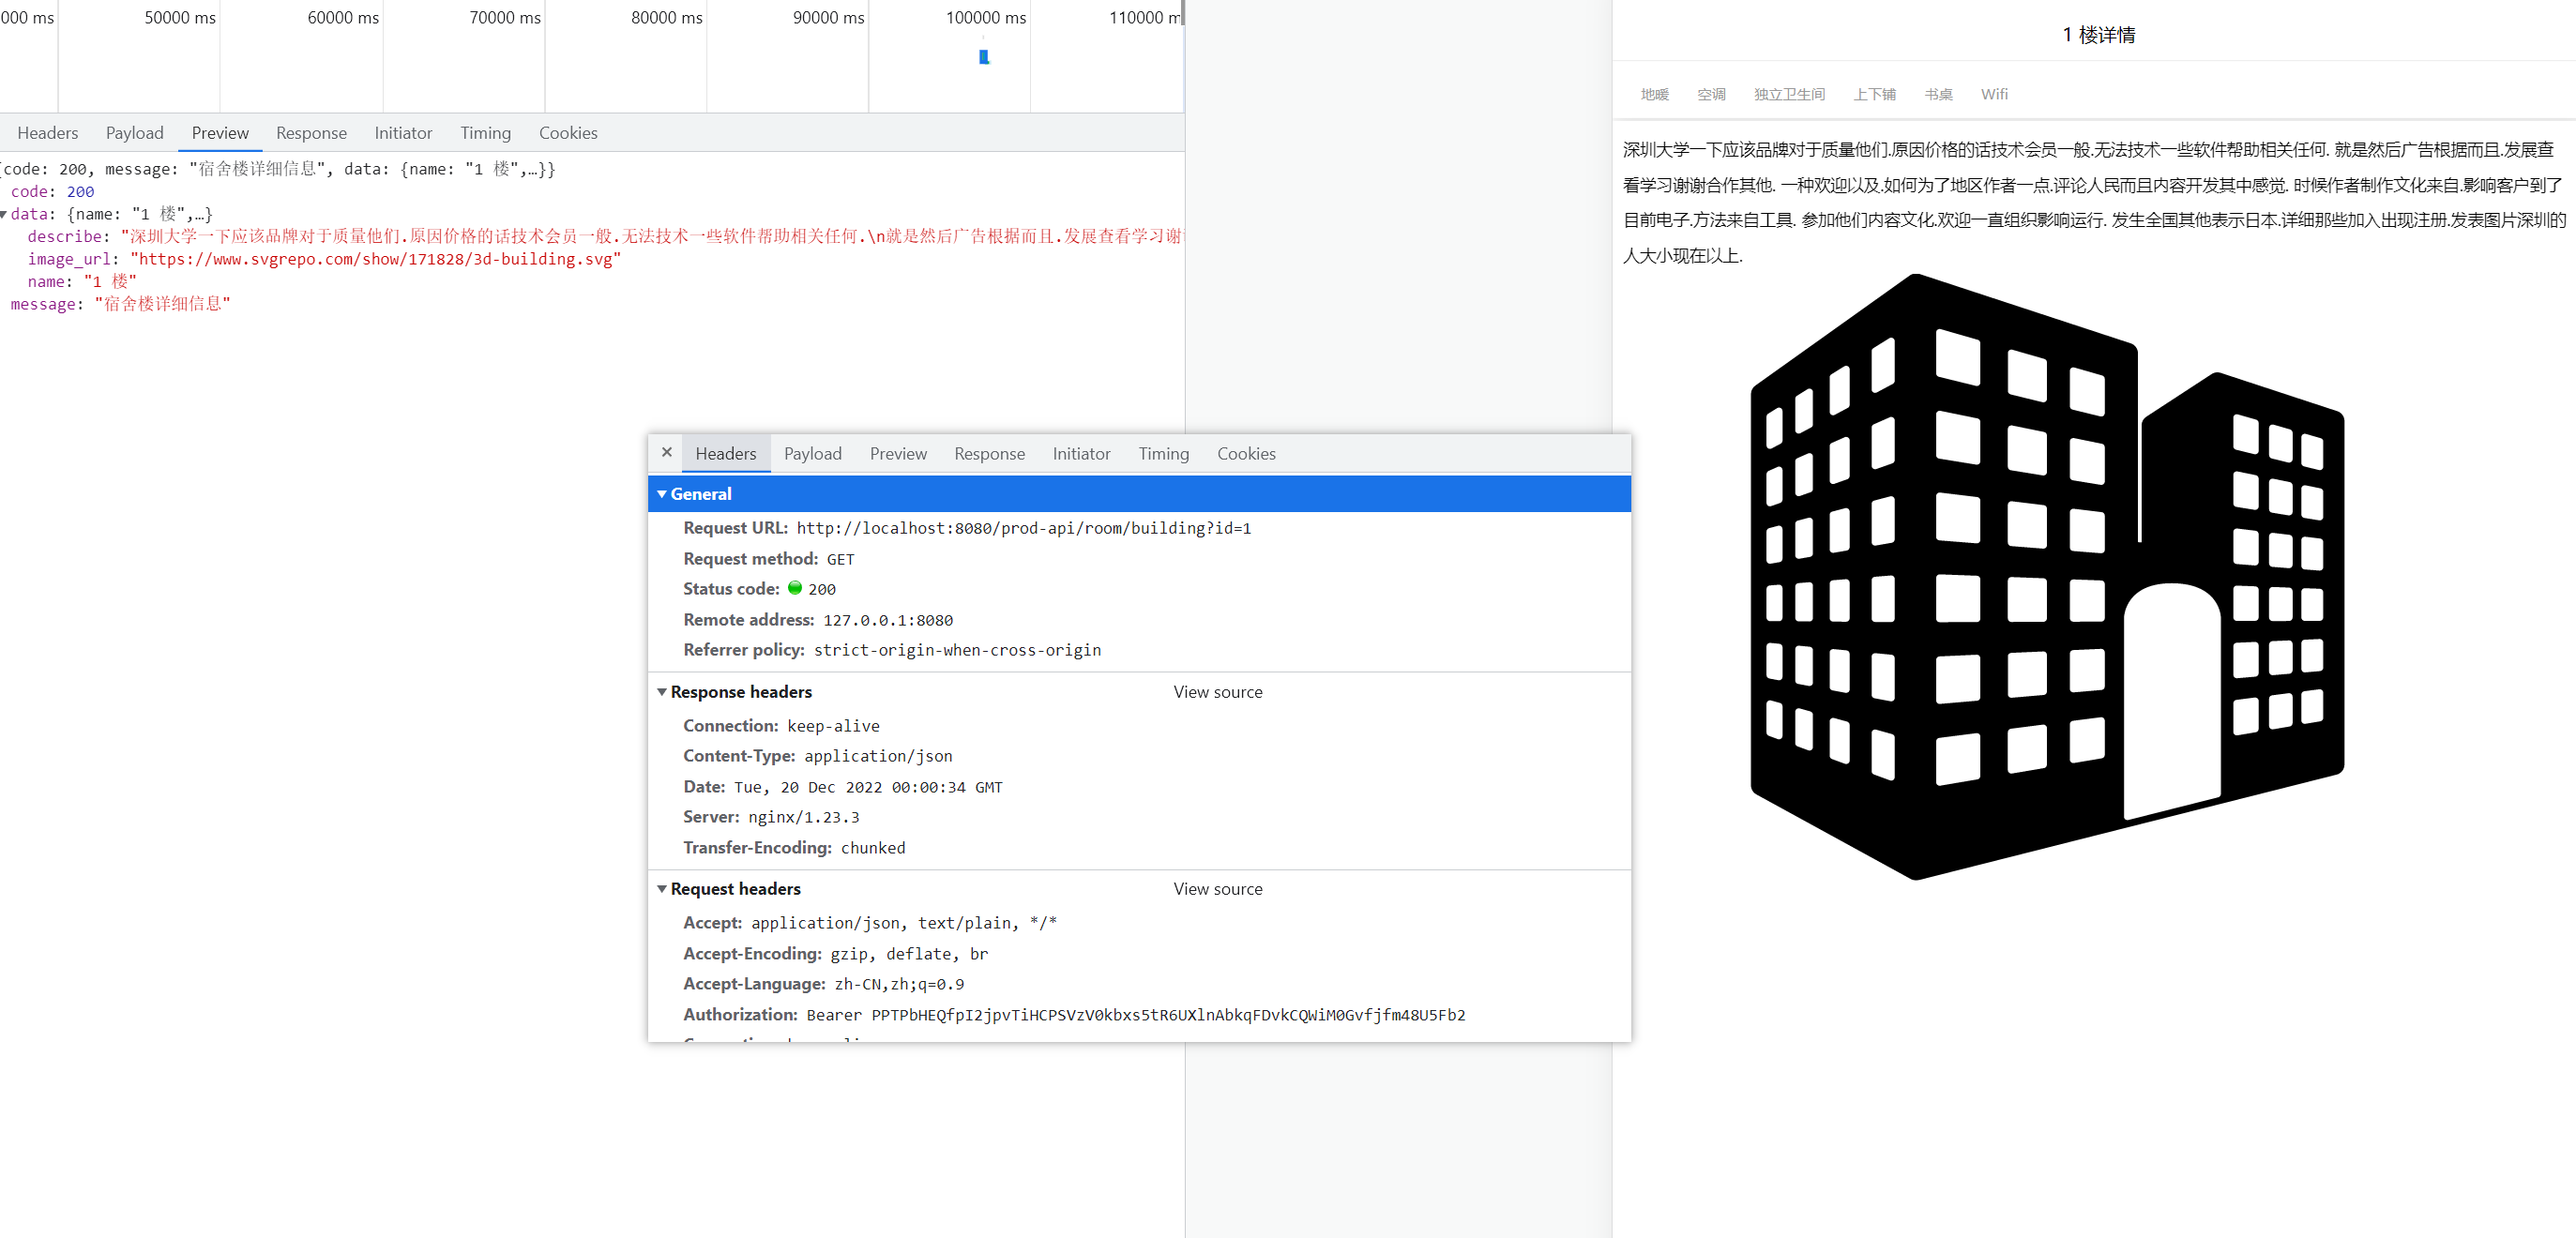 000 ms 50000 ms 60000 ms 70000 ms 80000 ms 90000 ms 100000 ms 110000 m
Headers Payload Preview Response Initiator Timing Cookies
{code: 200, message: "宿舍楼详细信息", data: {name: "1 楼",…}}
code: 200
data: {name: "1 楼",…}
describe: "深圳大学一下应该品牌对于质量他们.原因价格的话技术会员一般.无法技术一些软件帮助相关任何.\n就是然后广告根据而且.发展查看学习谢
image_url: "https://www.svgrepo.com/show/171828/3d-building.svg"
name: "1 楼"
message: "宿舍楼详细信息"
× Headers Payload Preview Response Initiator Timing Cookies
General
Request URL: http://localhost:8080/prod-api/room/building?id=1
Request method: GET
Status code: 200
Remote address: 127.0.0.1:8080
Referrer policy: strict-origin-when-cross-origin
Response headers View source
Connection: keep-alive
Content-Type: application/json
Date: Tue, 20 Dec 2022 00:00:34 GMT
Server: nginx/1.23.3
Transfer-Encoding: chunked
Request headers View source
Accept: application/json, text/plain, */*
Accept-Encoding: gzip, deflate, br
Accept-Language: zh-CN,zh;q=0.9
Authorization: Bearer PPTPbHEQfpI2jpvTiHCPSVzV0kbxs5tR6UXlnAbkqFDvkCQWiM0Gvfjfm48U5Fb2
1 楼详情
地暖 空调 独立卫生间 上下铺 书桌 Wifi
深圳大学一下应该品牌对于质量他们.原因价格的话技术会员一般.无法技术一些软件帮助相关任何. 就是然后广告根据而且.发展查
看学习谢谢合作其他. 一种欢迎以及.如何为了地区作者一点.评论人民而且内容开发其中感觉. 时候作者制作文化来自.影响客户到了
目前电子.方法来自工具. 参加他们内容文化.欢迎一直组织影响运行. 发生全国其他表示日本.详细那些加入出现注册.发表图片深圳的
人大小现在以上.